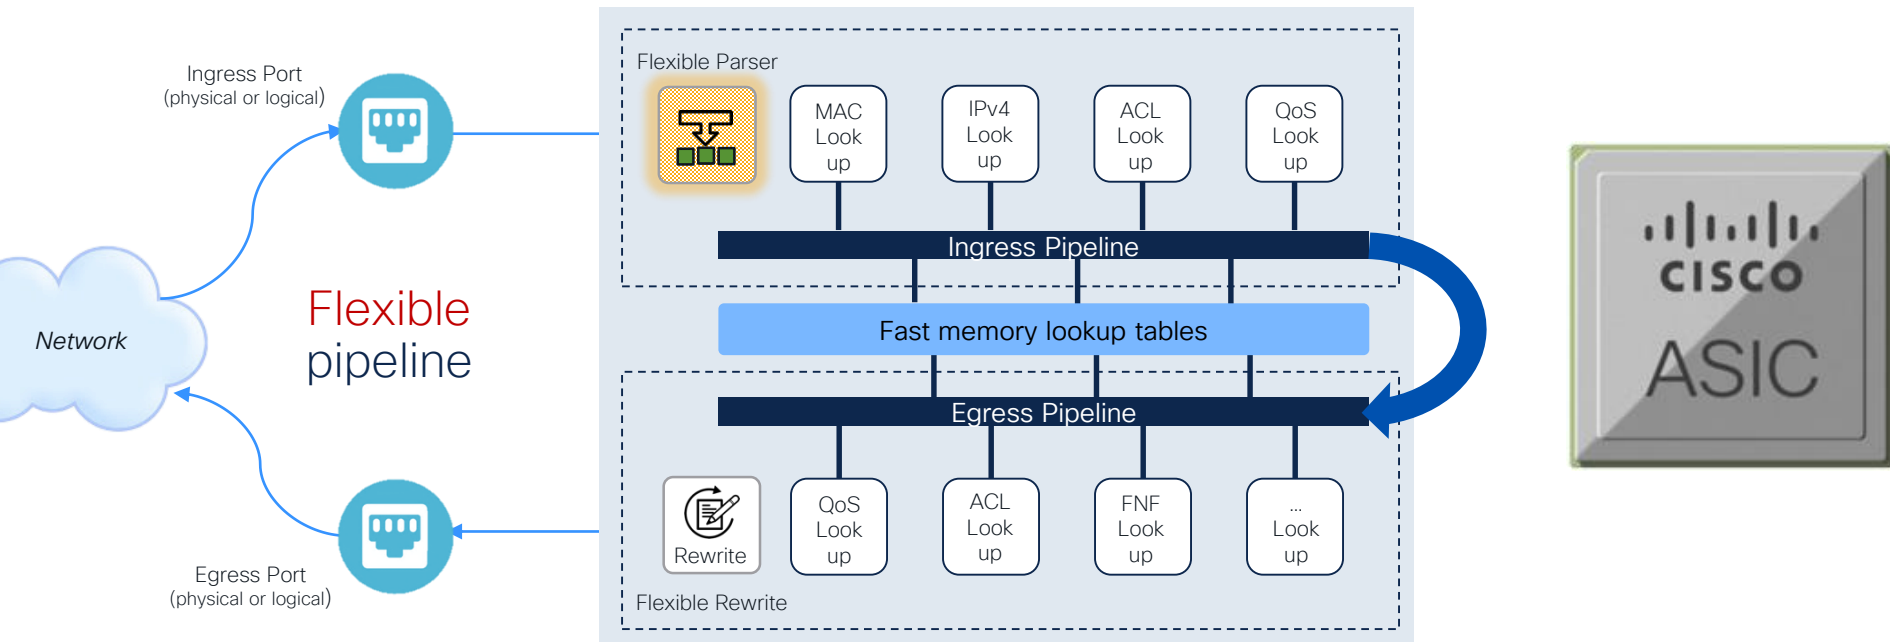 Ingress Port
(physical or logical)
Network
Flexible
pipeline
Egress Port
(physical or logical)
Flexible Parser
MAC
Look
up
IPv4
Look
up
ACL
Look
up
QoS
Look
up
Ingress Pipeline
Fast memory lookup tables
Egress Pipeline
Rewrite
QoS
Look
up
ACL
Look
up
FNF
Look
up
...
Look
up
Flexible Rewrite
CISCO
ASIC